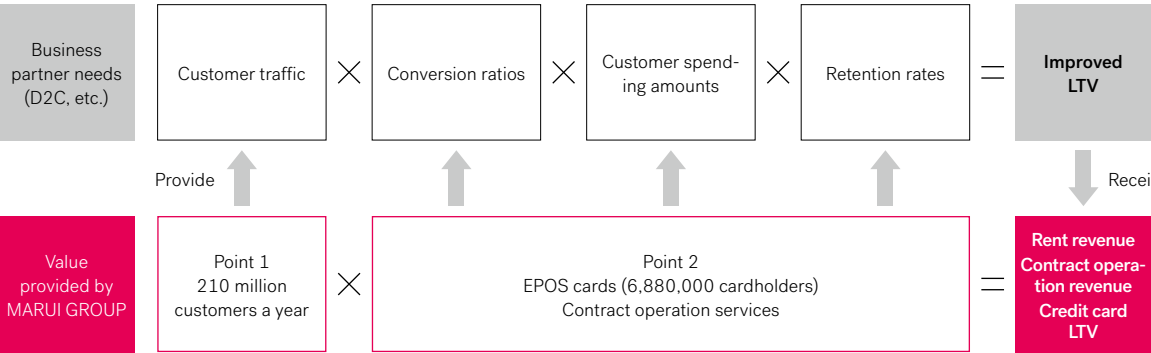 Business
partner needs
(D2C, etc.)
Customer traffic
×
Conversion ratios
×
Customer spend-
ing amounts
×
Retention rates
=
Improved
LTV
Provide
Recei
Value
provided by
MARUI GROUP
Point 1
210 million
customers a year
×
Point 2
EPOS cards (6,880,000 cardholders)
Contract operation services
=
Rent revenue
Contract opera-
tion revenue
Credit card
LTV